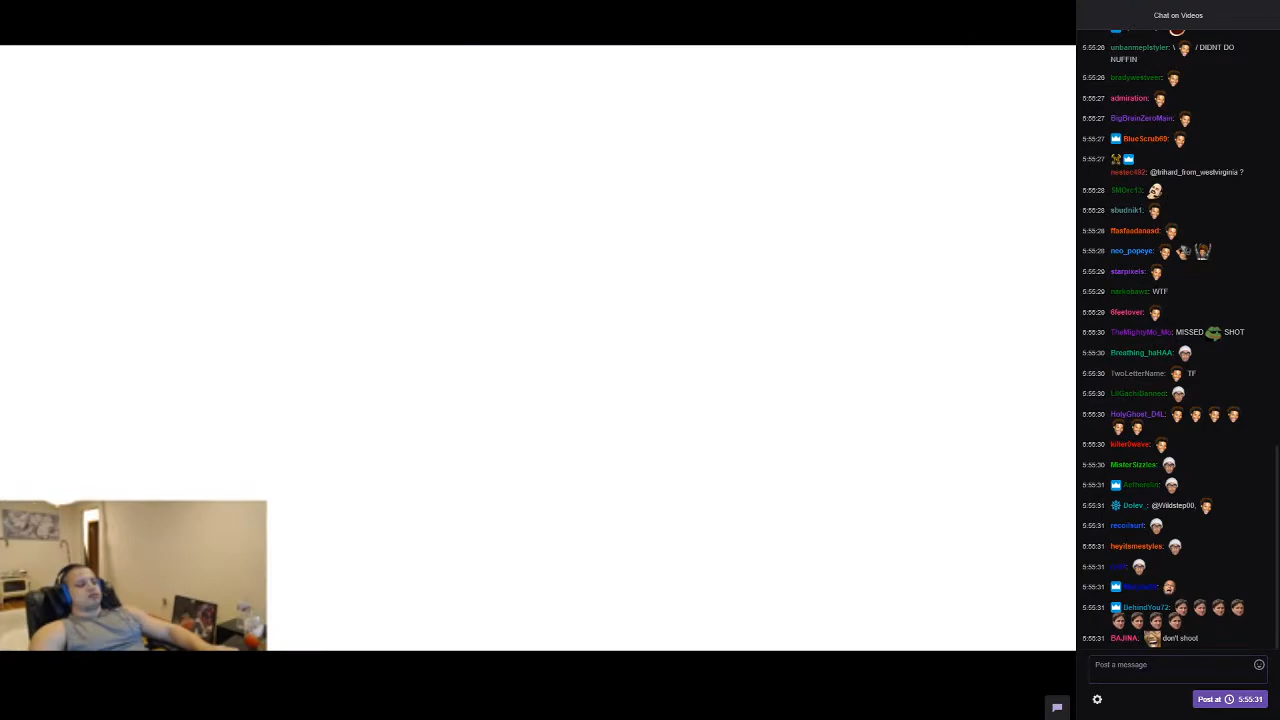 Chat on Videos
5:55:26 unbanmeplstyler: \ / DIDNT DO
NUFFIN
5:55:26 bradywestveer:
5:55:27 admiration:
5:55:27 BigBrainZeroMain:
5:55:27 BlueScrub69:
5:55:27
nestec492: @trihard_from_westvirginia ?
5:55:28 SMOrc13:
5:55:28 sbudnik1:
5:55:28 ffasfaadanasd:
5:55:28 neo_popeye:
5:55:29 starpixels:
5:55:29 WTF
5:55:29 6feetover:
5:55:30 TheMightyMo_Mo: MISSED SHOT
5:55:30 Breathing_haHAA:
5:55:30 TwoLetterName: TF
5:55:30 LilGachiBanned:
5:55:30 HolyGhost_D4L:
5:55:30 killer0wave:
5:55:30 MisterSizzles:
5:55:31
5:55:31 Dolev_: @Wildstep00,
5:55:31 recoilsurf:
5:55:31 heyitsmestyles:
5:55:31
5:55:31
5:55:31 BehindYou72:
5:55:31 BAJINA: don't shoot
Post a message
Post at 5:55:31